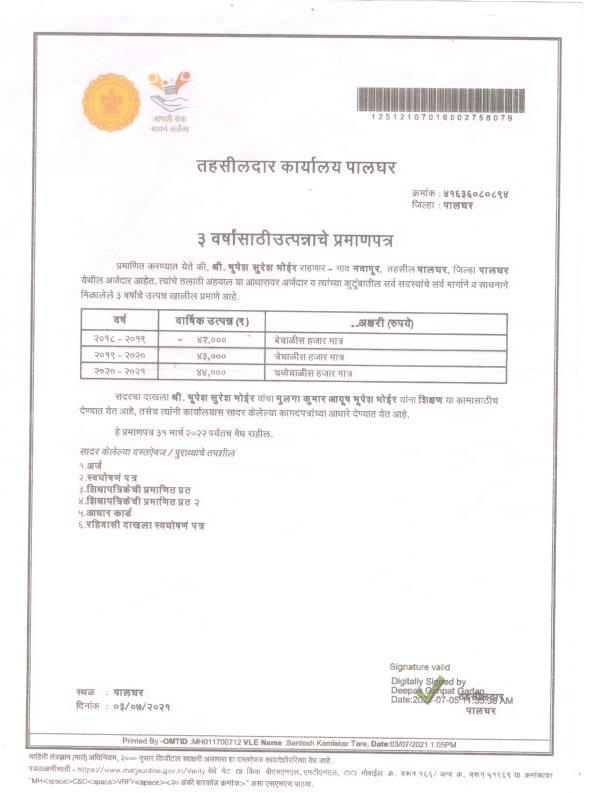 आपली सेवा
आमचे कर्तव्य
12512107016002758079
तहसीलदार कार्यालय पालघर
क्रमांक : ४१६३६०८०८९४
जिल्हा : पालघर
३ वर्षांसाठी उत्पन्नाचे प्रमाणपत्र
प्रमाणित करण्यात येते की, श्री. भूपेश सुरेश भोईर राहणार – गाव नवापूर, तहसील पालघर, जिल्हा पालघर
येथील अर्जदार आहेत, त्यांचे तलाठी अहवाल या आधारावर अर्जदार व त्यांच्या कुटुंबातील सर्व सदस्यांचे सर्व मार्गाने व साधनाने
मिळालेले ३ वर्षाचे उत्पन्न खालील प्रमाणे आहे.
वर्ष वार्षिक उत्पन्न (र) अक्षरी (रुपये)
२०१८ - २०१९ ४२,००० बेचाळीस हजार मात्र
२०१९ - २०२० ४३,००० त्रेचाळीस हजार मात्र
२०२० - २०२१ ४४,००० चव्वेचाळीस हजार मात्र
सदरचा दाखला श्री. भूपेश सुरेश भोईर यांचा मुलगा कुमार आयूष भूपेश भोईर यांना शिक्षण या कामासाठीच
देण्यात येत आहे, तसेच त्यांनी कार्यालयास सादर केलेल्या कागदपत्रांच्या आधारे देण्यात येत आहे.
हे प्रमाणपत्र ३१ मार्च २०२२ पर्यंतच वैध राहील.
सादर केलेल्या दस्तऐवज / पुराव्याचे तपशील
१.अर्ज
२.स्वघोषणं पत्र
३.शिधापत्रिकेची प्रमाणित प्रत
४.शिधापत्रिकेची प्रमाणित प्रत २
५.आधार कार्ड
६.रहिवासी दाखला स्वघोषणं पत्र
Signature valid
Digitally Signed by
Deepak Ganpat Gadag
Date:2021-07-05 11:35:38 AM
तहसीलदार
पालघर
स्थळ : पालघर
दिनांक : ०३/०७/२०२१
Printed By -OMTID :MH011700712 VLE Name :Santosh Kamlakar Tare, Date:03/07/2021 1:05PM
माहिती तंत्रज्ञान (मार्त) अधिनियम, २००० नुसार डिजीटल स्वाक्षरी असणारा हा दस्तऐवज कायदेशीररित्या वैध आहे.
पडताळणीसाठी - https://www.mahaonline.gov.in/Verify येथे भेट द्या किंवा बीएसएनएल, एमटीएनएल, टाटा मोबाईल क्र. वरून १६६/ अन्य क्र. वरून ५१९६९ या क्रमांकावर
"MH<space>CSC<space>VRFY<space><२० अंकी बारकोड क्रमांक>" असा एसएमएस पाठवा.